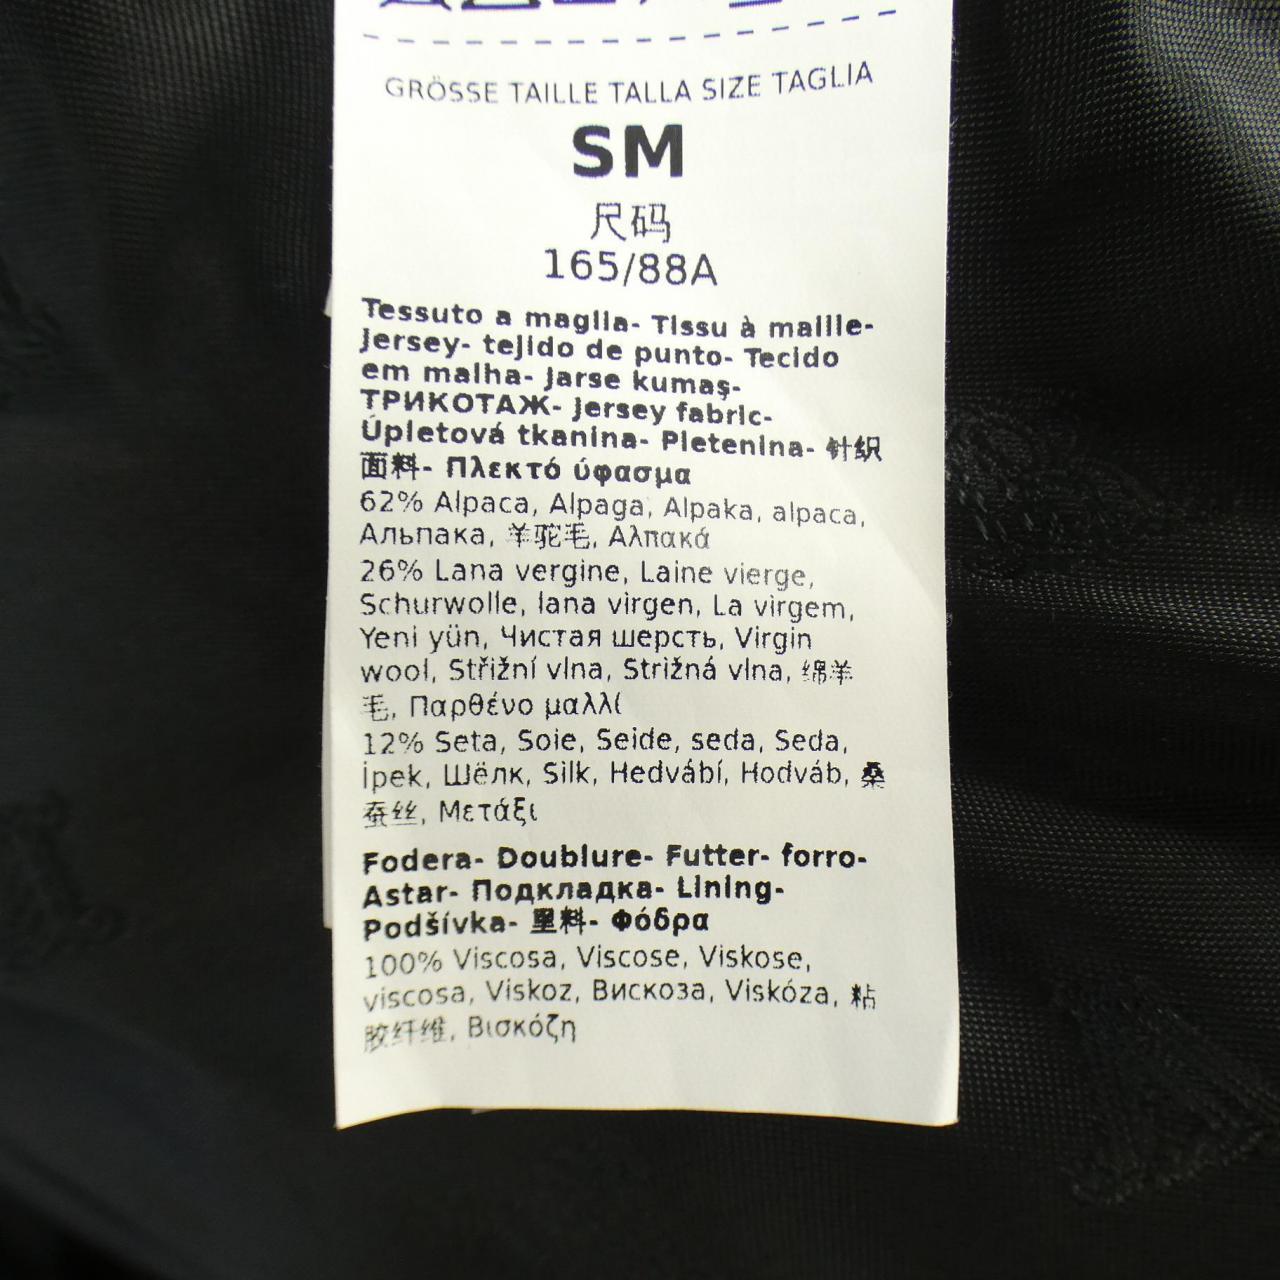 GRÖSSE TAILLE TALLA SIZE TAGLIA
SM
尺码
165/88A
Tessuto a maglia- Tissu à maille-
Jersey- tejido de punto- Tecido
em malha- Jarse kumaş-
ТРИКОТАЖ- Jersey fabric-
Úpletová tkanina- Pletenina- 针织
面料- Πλεκτό ύφασμα
62% Alpaca, Alpaga, Alpaka, alpaca,
Альпака, 羊驼毛, Αλπακά
26% Lana vergine, Laine vierge,
Schurwolle, lana virgen, La virgem,
Yeni yün, Чистая шерсть, Virgin
wool, Střižní vlna, Strižná vlna, 绵羊
毛, Παρθένο μαλλί
12% Seta, Soie, Seide, seda, Seda,
İpek, Шёлк, Silk, Hedvábí, Hodváb, 桑
蚕丝, Μετάξι
Fodera- Doublure- Futter- forro-
Astar- Подкладка- Lining-
Podšívka- 里料- Φόδρα
100% Viscosa, Viscose, Viskose,
viscosa, Viskoz, Вискоза, Viskóza, 粘
胶纤维, Βισκόζη